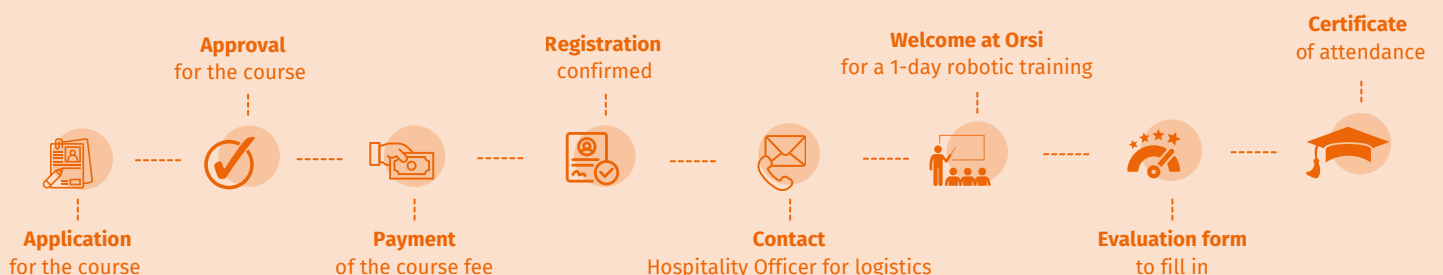 Application
for the course
Approval
for the course
Payment
of the course fee
Registration
confirmed
Contact
Hospitality Officer for logistics
Welcome at Orsi
for a 1-day robotic training
Evaluation form
to fill in
Certificate
of attendance